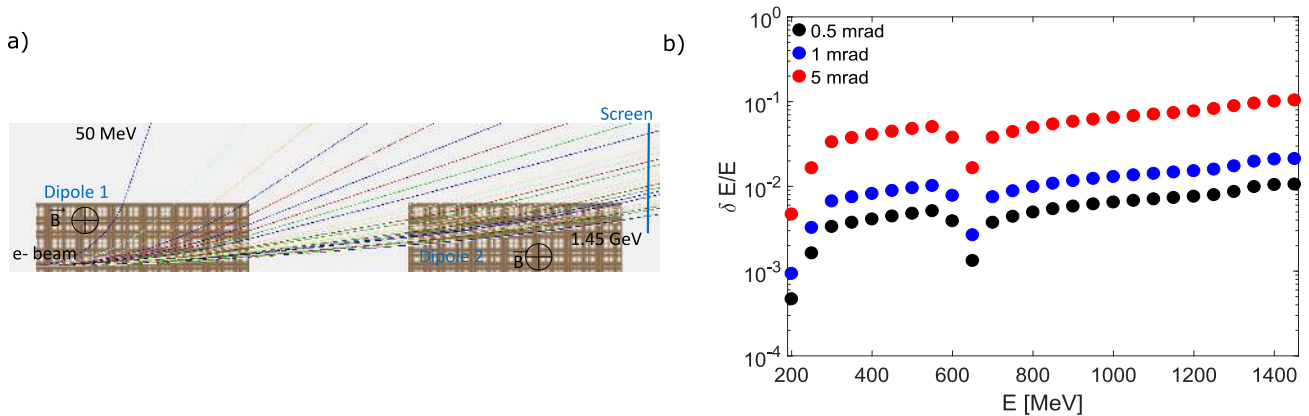 a)
50 MeV
Screen
Dipole 1
B
e- beam
1.45 GeV
Dipole 2
B
b)
0.5 mrad
1 mrad
5 mrad
10^0
10^-1
10^-2
10^-3
10^-4
δ E/E
200 400 600 800 1000 1200 1400
E [MeV]